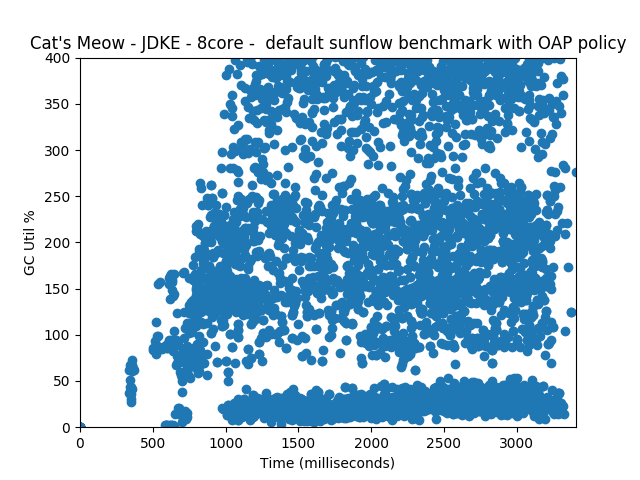 Cat's Meow - JDKE - 8core -  default sunflow benchmark with OAP policy
400
350
300
250
200
150
100
50
0
GC Util %
0 500 1000 1500 2000 2500 3000
Time (milliseconds)